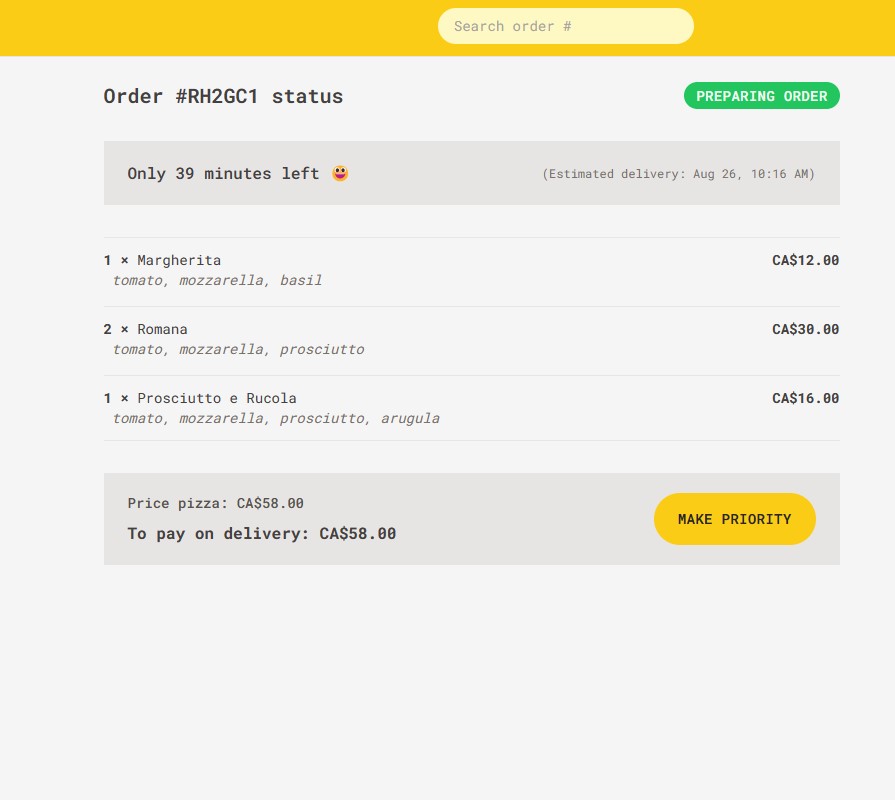 Search order #
Order #RH2GC1 status
PREPARING ORDER
Only 39 minutes left 😃
(Estimated delivery: Aug 26, 10:16 AM)
1 × Margherita
CA$12.00
tomato, mozzarella, basil
2 × Romana
CA$30.00
tomato, mozzarella, prosciutto
1 × Prosciutto e Rucola
CA$16.00
tomato, mozzarella, prosciutto, arugula
Price pizza: CA$58.00
To pay on delivery: CA$58.00
MAKE PRIORITY